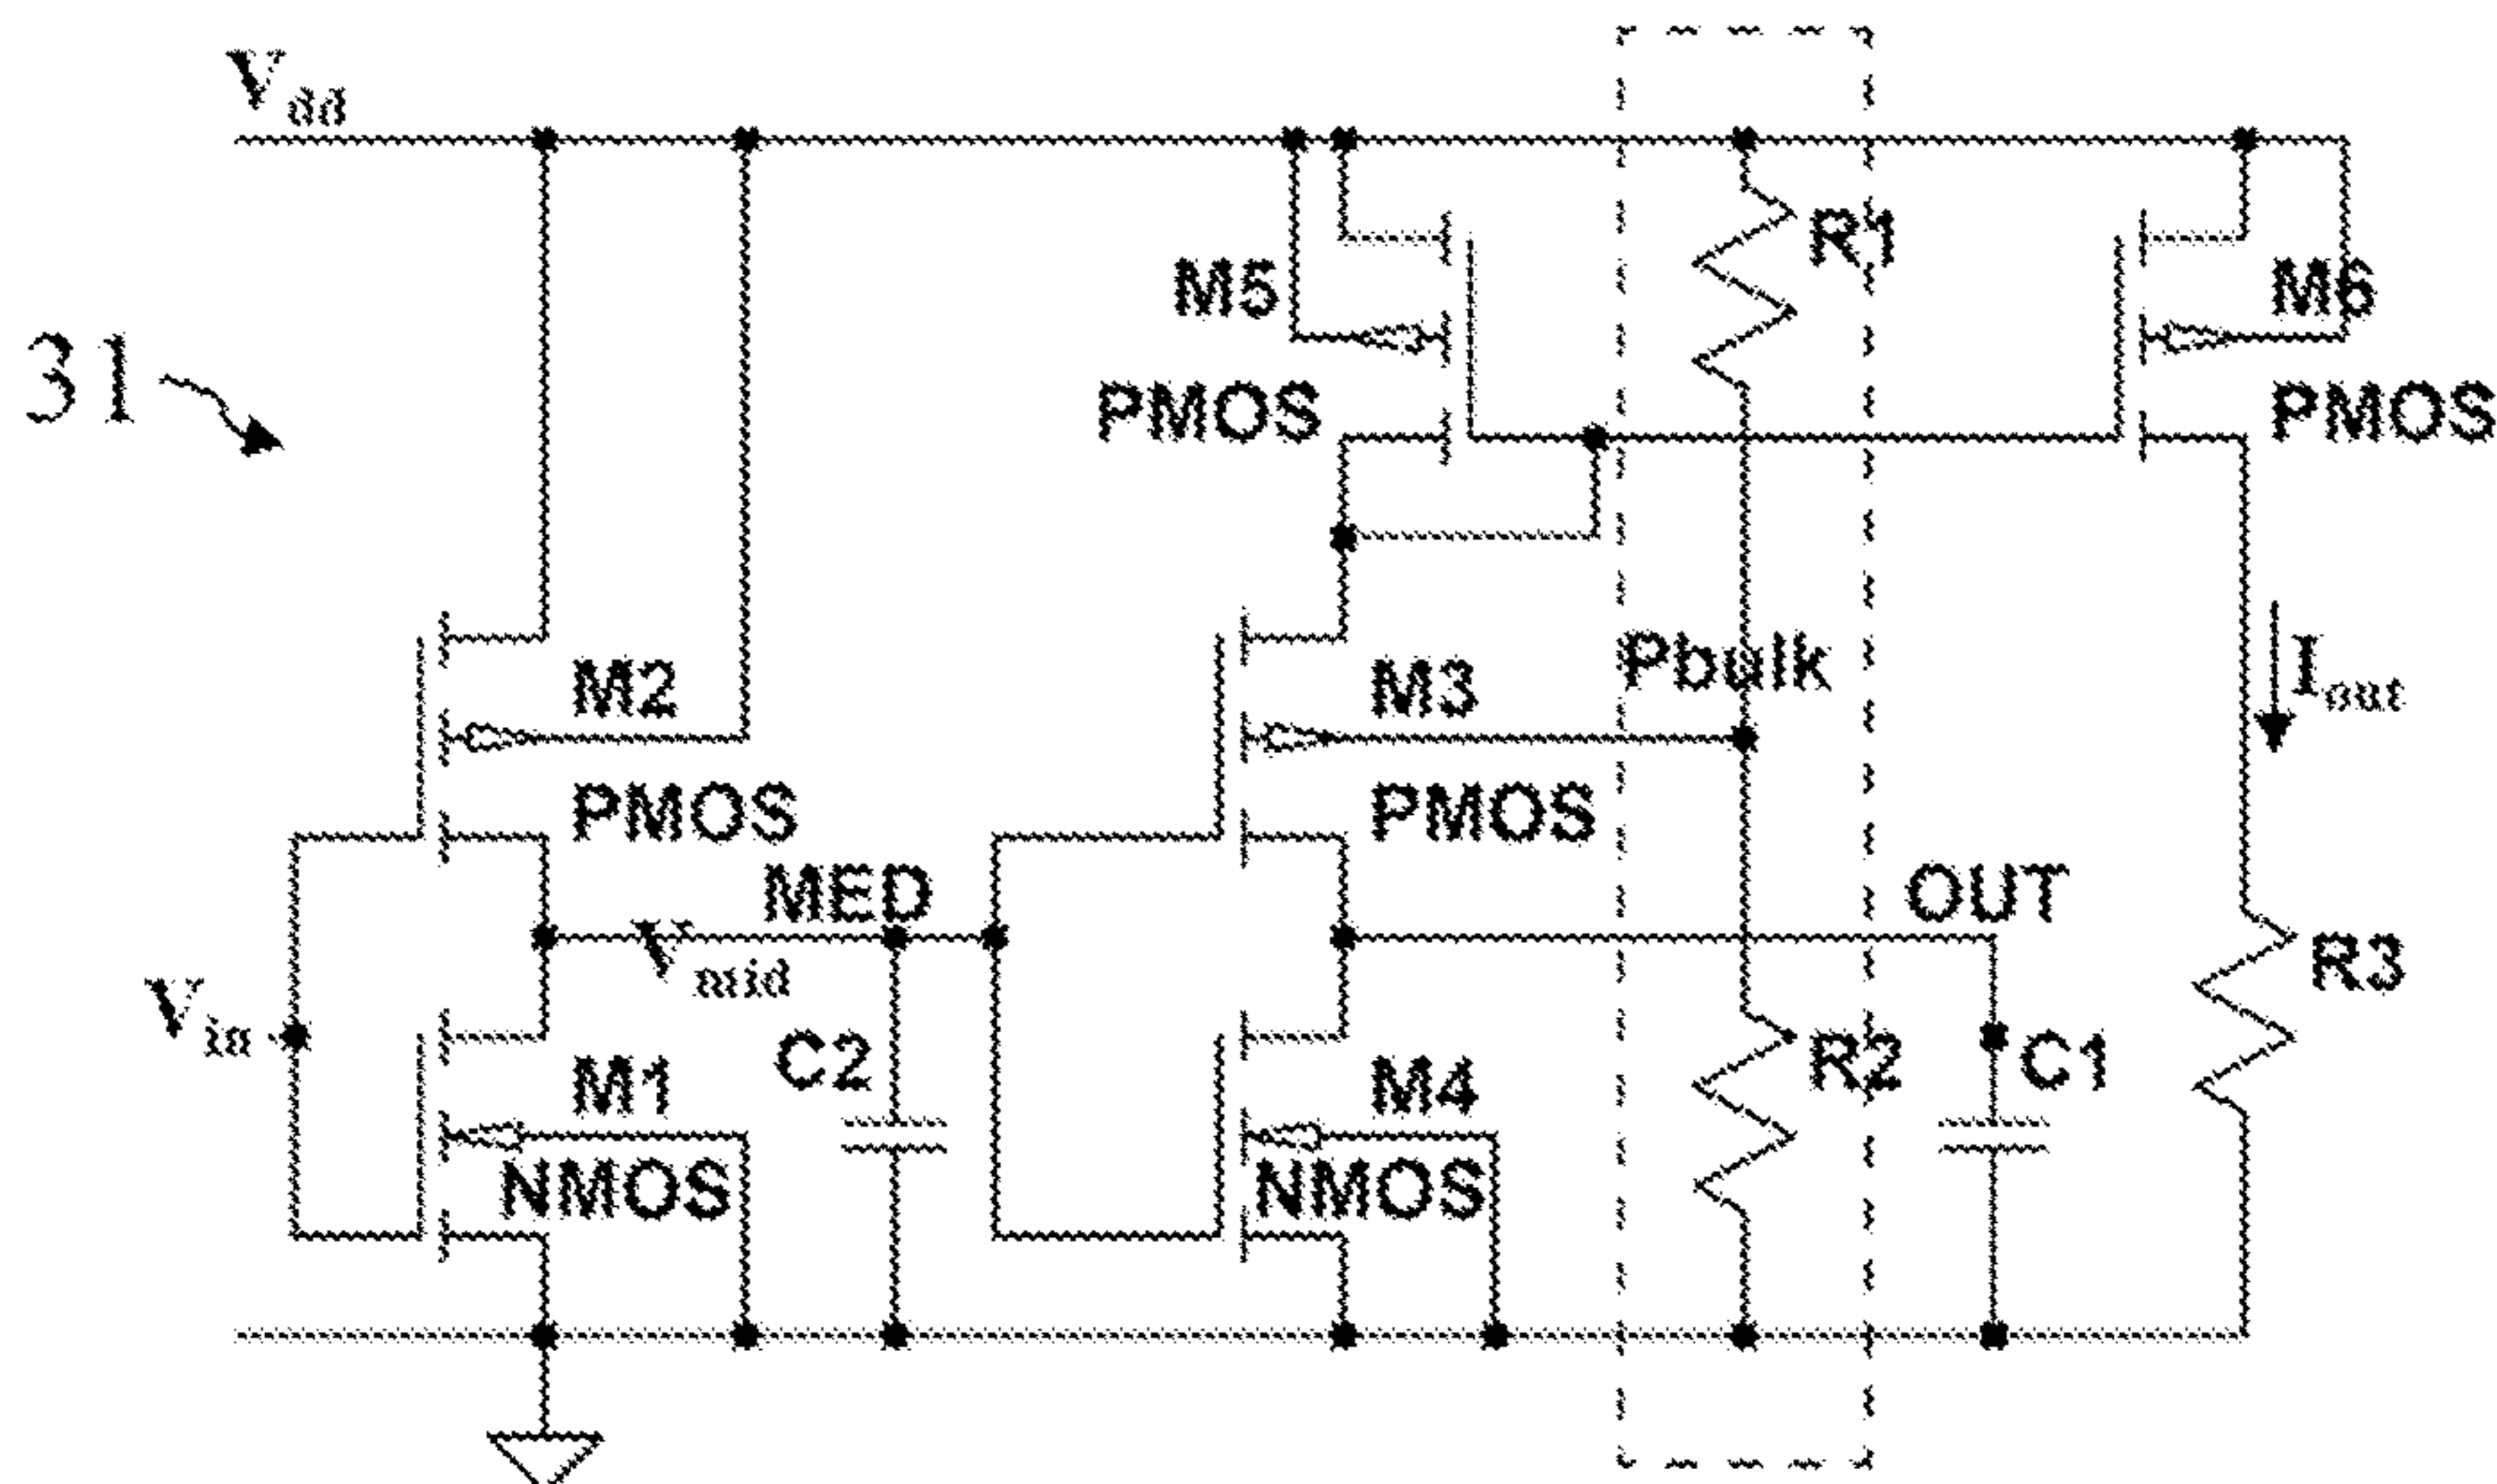 Vdd
R1
M5
M6
31
PMOS
PMOS
M2
M3
Pbulk
Iout
PMOS
PMOS
MED
OUT
Vmid
R3
Vin
C2
R2
C1
M1
M4
NMOS
NMOS